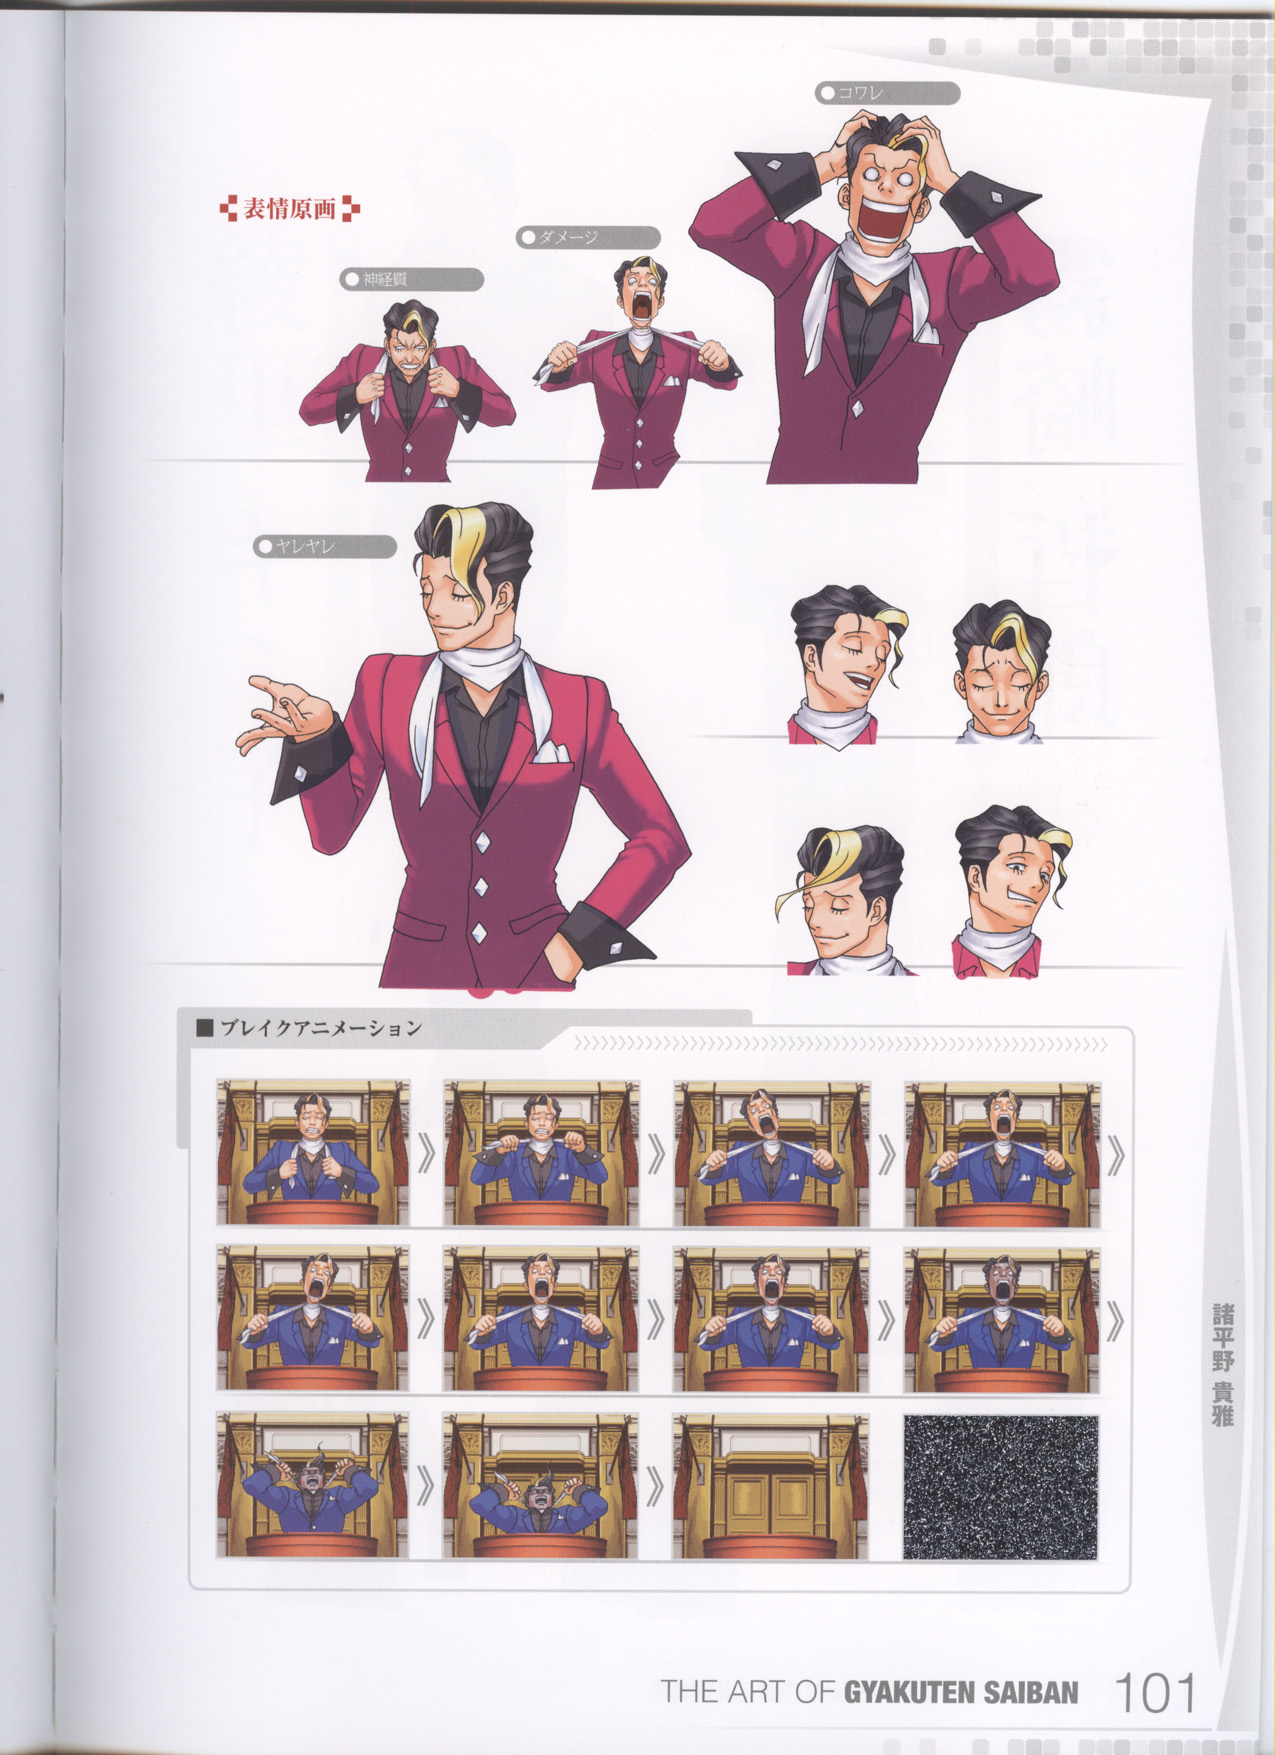 コワレ
表情原画
ダメージ
神経質
ヤレヤレ
■ ブレイクアニメーション
諸平野 貴雅
THE ART OF GYAKUTEN SAIBAN 101